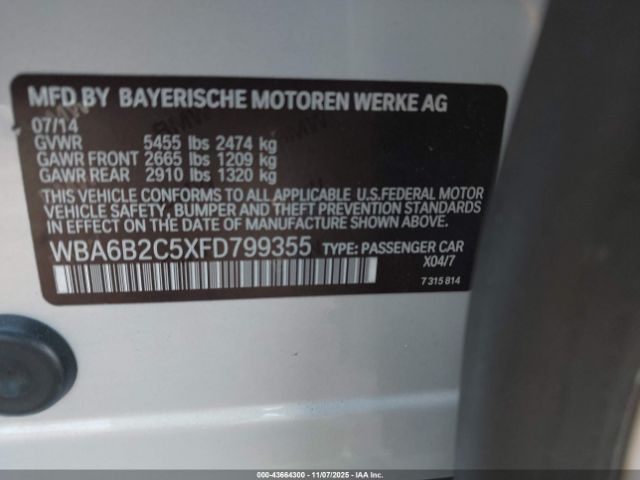 MFD BY BAYERISCHE MOTOREN WERKE AG
07/14
GVWR 5455 lbs 2474 kg
GAWR FRONT 2665 lbs 1209 kg
GAWR REAR 2910 lbs 1320 kg
THIS VEHICLE CONFORMS TO ALL APPLICABLE U.S.FEDERAL MOTOR
VEHICLE SAFETY, BUMPER AND THEFT PREVENTION STANDARDS
IN EFFECT ON THE DATE OF MANUFACTURE SHOWN ABOVE.
WBA6B2C5XFD799355 TYPE: PASSENGER CAR
X04/7
7 315 814
000-43664300 - 11/07/2025 - IAA Inc.